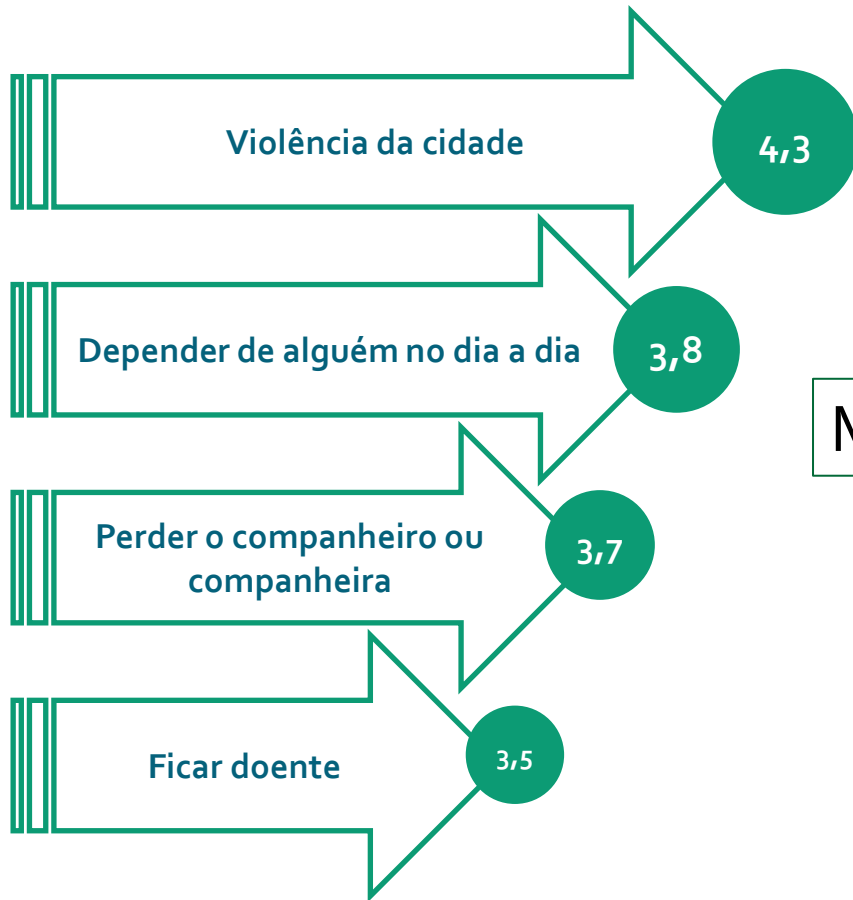 Violência da cidade
4,3
Depender de alguém no dia a dia
3,8
Perder o companheiro ou
companheira
3,7
Ficar doente
3,5